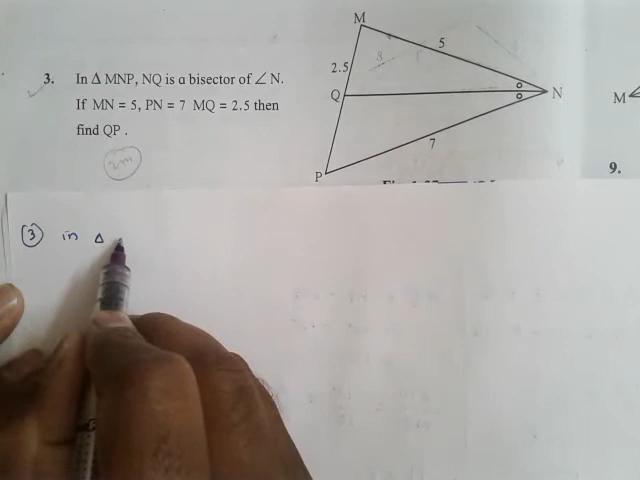 3. In Δ MNP, NQ is a bisector of ∠N.
If MN = 5, PN = 7 MQ = 2.5 then
find QP .
2m
M
5
2.5
Q
N
7
P
M
9.
3 in Δ